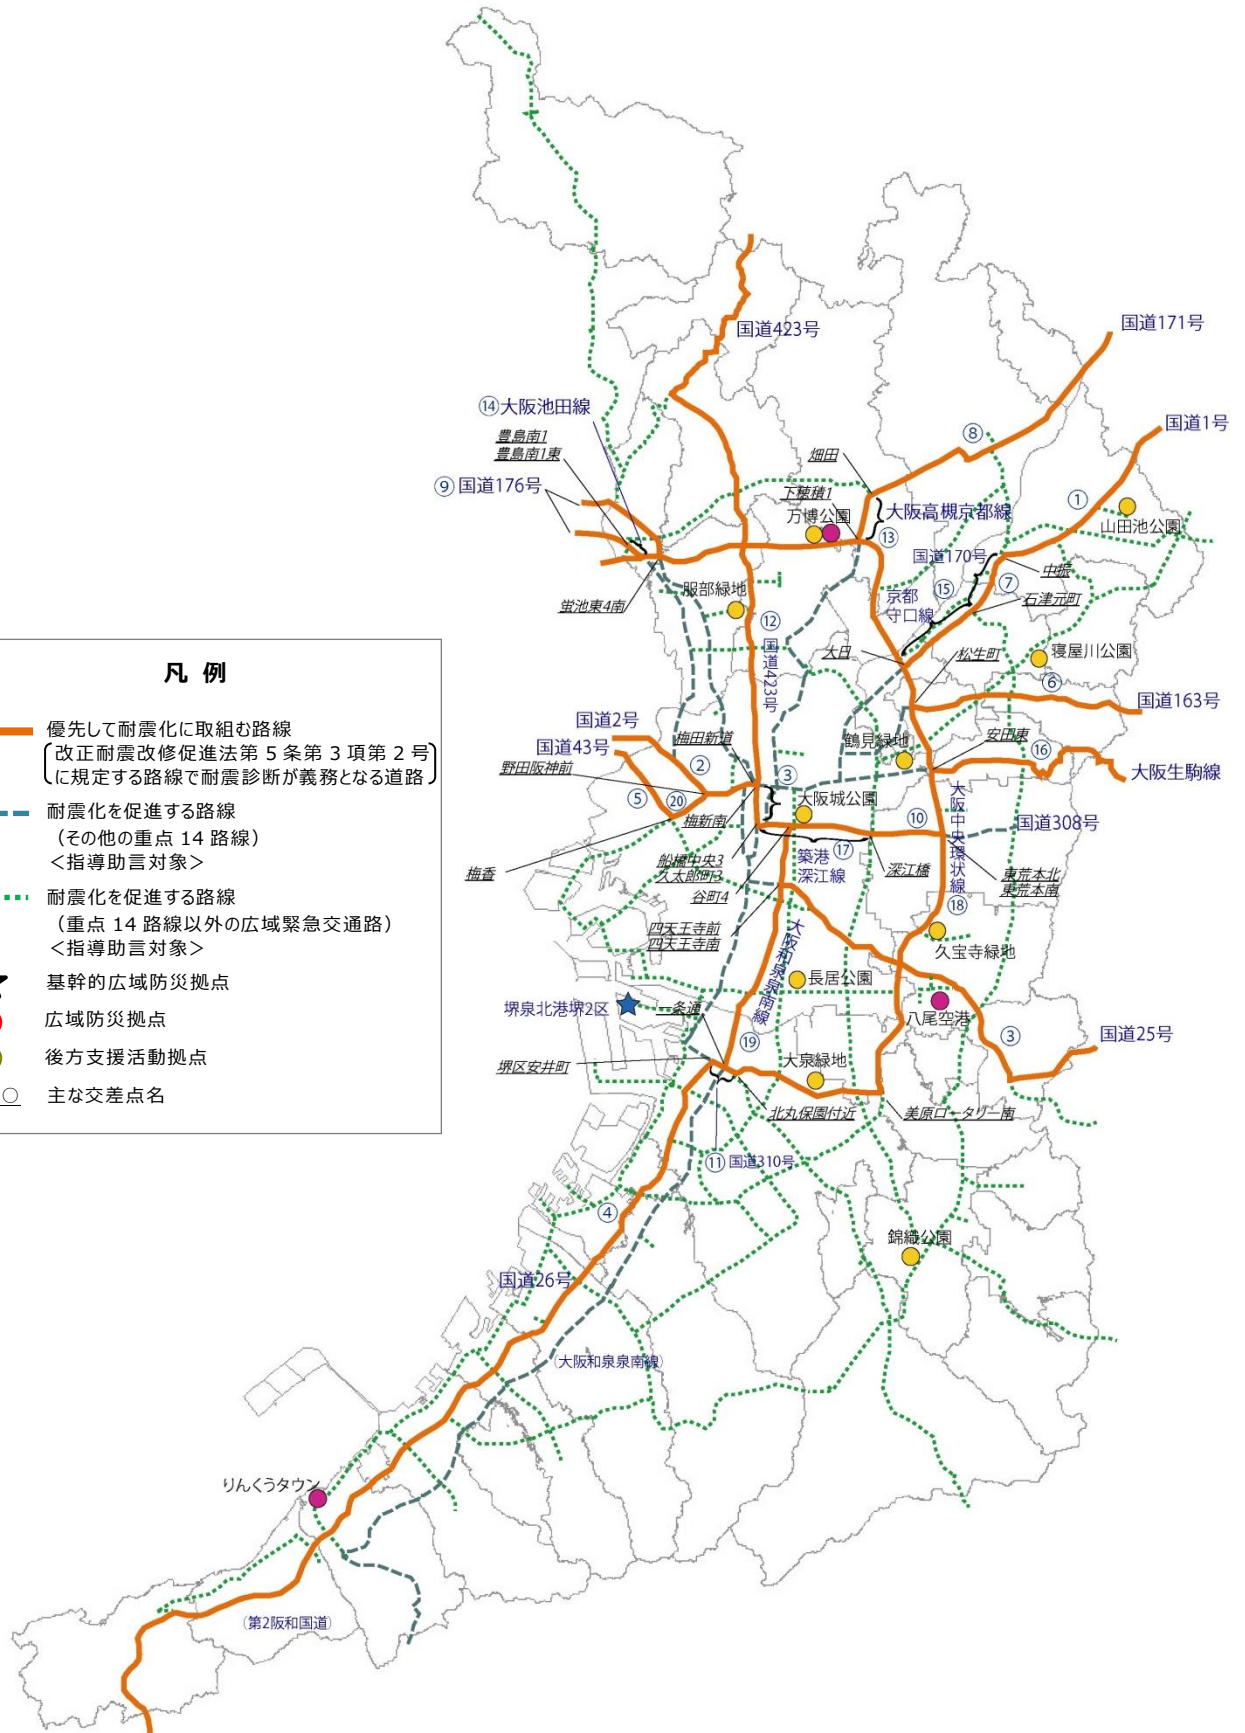 国道423号
国道171号
⑭大阪池田線
豊島南1
豊島南1東
国道1号
⑧
畑田
⑨国道176号
下穂積1
万博公園
大阪高槻京都線
①
山田池公園
⑬
国道170号
中振
⑦
⑮
石津元町
京都
守口線
服部緑地
蛍池東4南
⑫
国道423号
大日
松生町
寝屋川公園
⑥
国道163号
凡 例
優先して耐震化に取組む路線
改正耐震改修促進法第5条第3項第2号
に規定する路線で耐震診断が義務となる道路
耐震化を促進する路線
(その他の重点 14 路線)
<指導助言対象>
耐震化を促進する路線
(重点 14 路線以外の広域緊急交通路)
<指導助言対象>
基幹的広域防災拠点
広域防災拠点
後方支援活動拠点
○ 主な交差点名
国道2号
国道43号
梅田新道
鶴見緑地
安田東
⑯
野田阪神前
②
③
大阪生駒線
⑤
⑳
大阪城公園
梅新南
⑩
大阪中央環状線
国道308号
船橋中央3
久太郎町3
⑰
築港
深江線
深江橋
梅香
谷町4
東荒本北
東荒本南
⑱
四天王寺前
四天王寺南
大阪和泉泉南線
久宝寺緑地
長居公園
堺泉北港堺2区
一条通
八尾空港
③
国道25号
⑲
堺区安井町
大泉緑地
北丸保園付近
美原ロータリー南
⑪国道310号
④
錦織公園
国道26号
(大阪和泉泉南線)
りんくうタウン
(第2阪和国道)